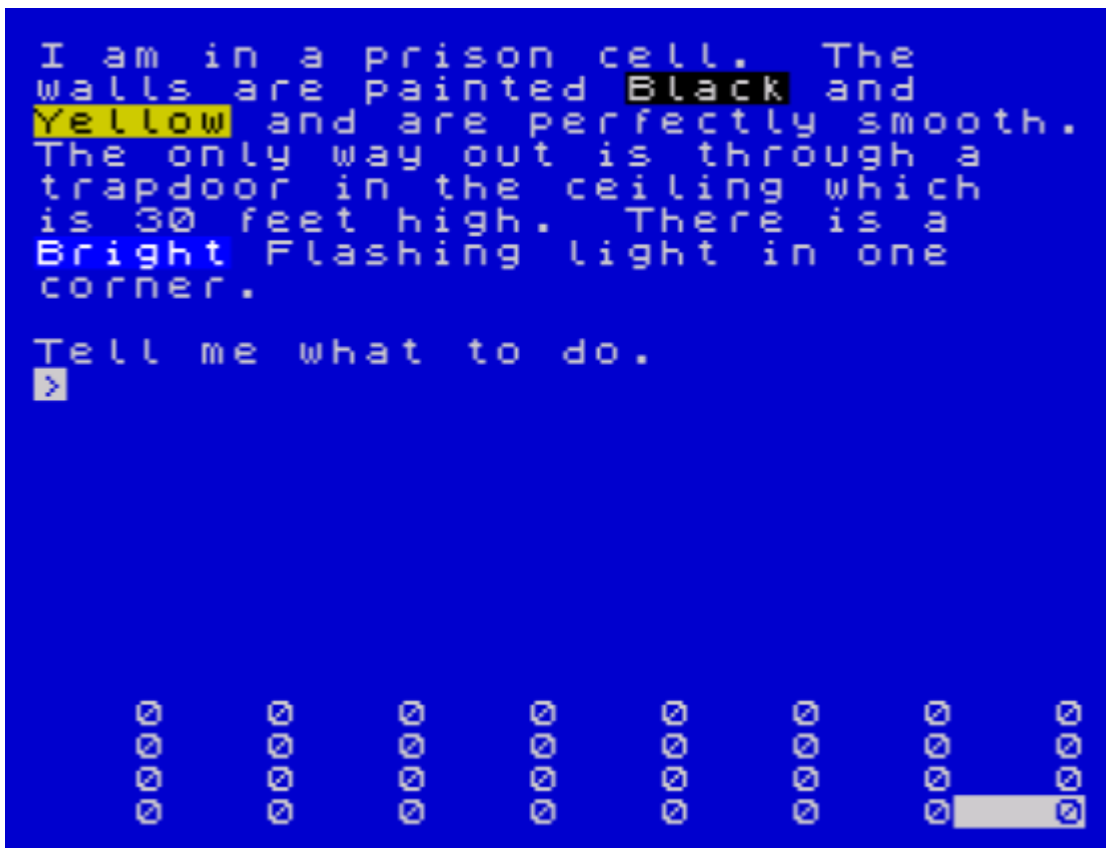 I am in a prison cell.  The
walls are painted Black and
Yellow and are perfectly smooth.
The only way out is through a
trapdoor in the ceiling which
is 30 feet high.  There is a
Bright Flashing light in one
corner.
Tell me what to do.
>
0 0 0 0 0 0 0 0
0 0 0 0 0 0 0 0
0 0 0 0 0 0 0 0
0 0 0 0 0 0 0 0